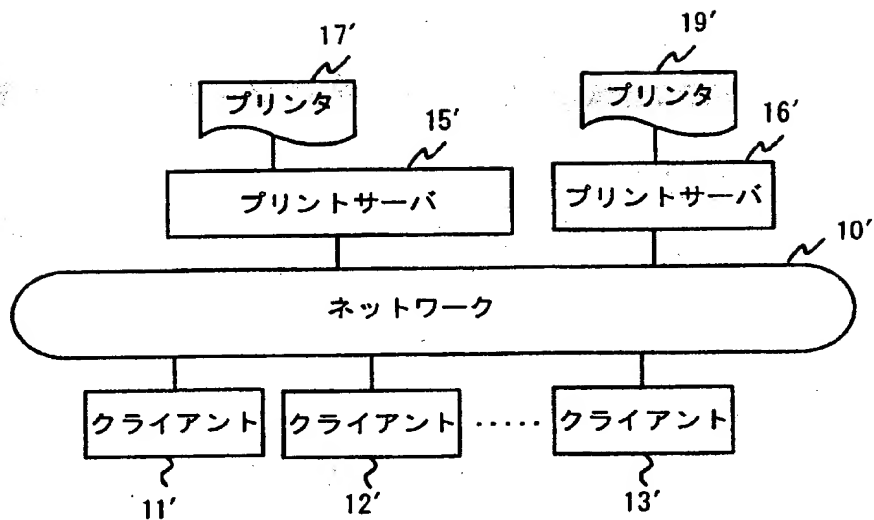 17′
19′
プリンタ
プリンタ
15′
16′
プリントサーバ
プリントサーバ
10′
ネットワーク
クライアント
クライアント
.....
クライアント
11′
12′
13′